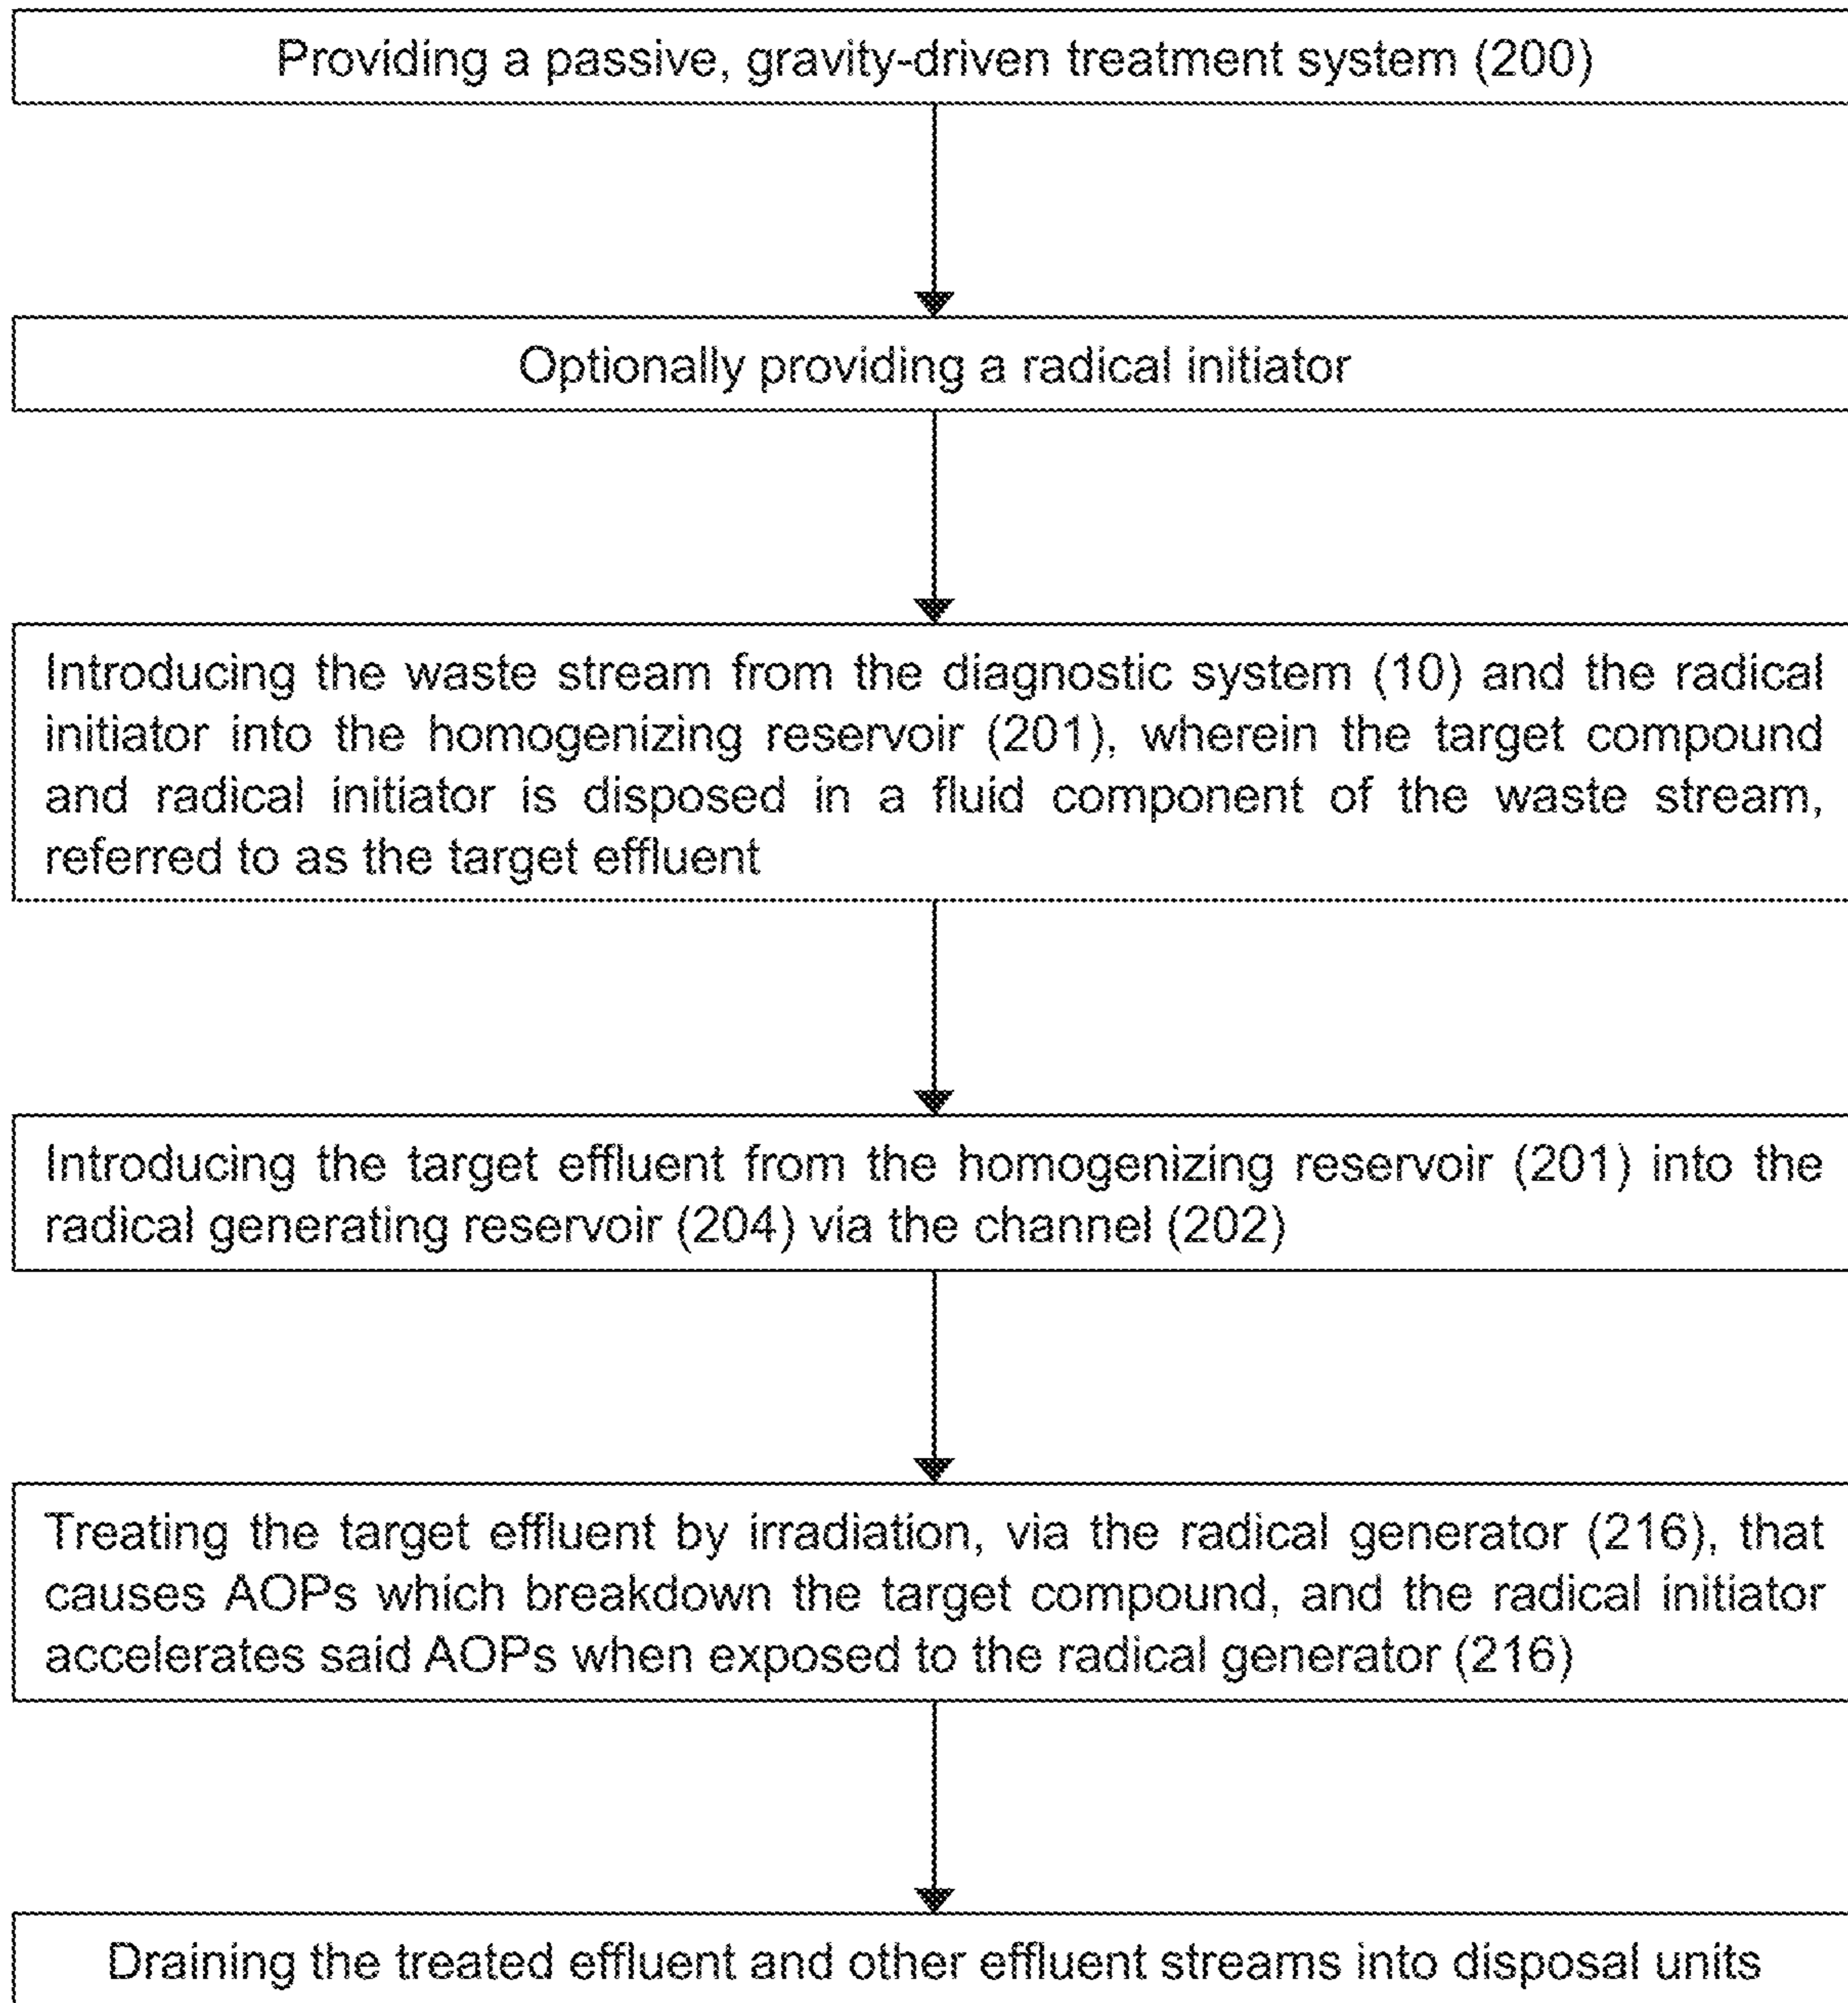 Providing a passive, gravity-driven treatment system (200)
Optionally providing a radical initiator
Introducing the waste stream from the diagnostic system (10) and the radical
initiator into the homogenizing reservoir (201), wherein the target compound
and radical initiator is disposed in a fluid component of the waste stream,
referred to as the target effluent
Introducing the target effluent from the homogenizing reservoir (201) into the
radical generating reservoir (204) via the channel (202)
Treating the target effluent by irradiation, via the radical generator (216), that
causes AOPs which breakdown the target compound, and the radical initiator
accelerates said AOPs when exposed to the radical generator (216)
Draining the treated effluent and other effluent streams into disposal units